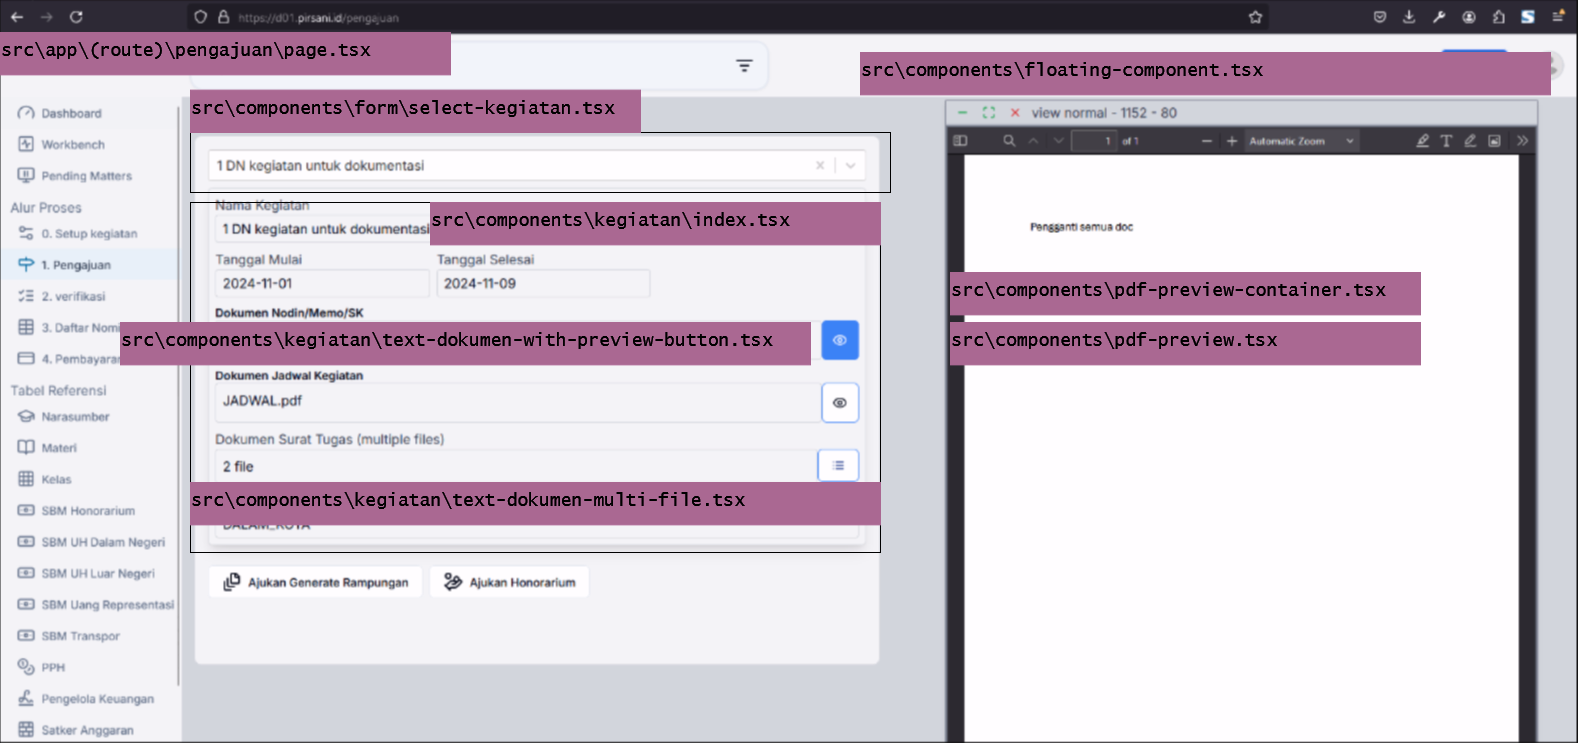 https://d01.pirsani.id/pengajuan
src\app\(route)\pengajuan\page.tsx
src\components\floating-component.tsx
src\components\form\select-kegiatan.tsx
Dashboard
Workbench
Pending Matters
Alur Proses
0. Setup kegiatan
1. Pengajuan
2. verifikasi
3. Daftar Nomi
4. Pembayaran
Tabel Referensi
Narasumber
Materi
Kelas
SBM Honorarium
SBM UH Dalam Negeri
SBM UH Luar Negeri
SBM Uang Representasi
SBM Transpor
PPH
Pengelola Keuangan
Satker Anggaran
1 DN kegiatan untuk dokumentasi
Nama Kegiatan
1 DN kegiatan untuk dokumentasi
src\components\kegiatan\index.tsx
Tanggal Mulai
Tanggal Selesai
2024-11-01
2024-11-09
Dokumen Nodin/Memo/SK
src\components\kegiatan\text-dokumen-with-preview-button.tsx
Dokumen Jadwal Kegiatan
JADWAL.pdf
Dokumen Surat Tugas (multiple files)
2 file
src\components\kegiatan\text-dokumen-multi-file.tsx
DALAM_KOTA
Ajukan Generate Rampungan
Ajukan Honorarium
view normal - 1152 - 80
1 of 1
Automatic Zoom
Pengganti semua doc
src\components\pdf-preview-container.tsx
src\components\pdf-preview.tsx